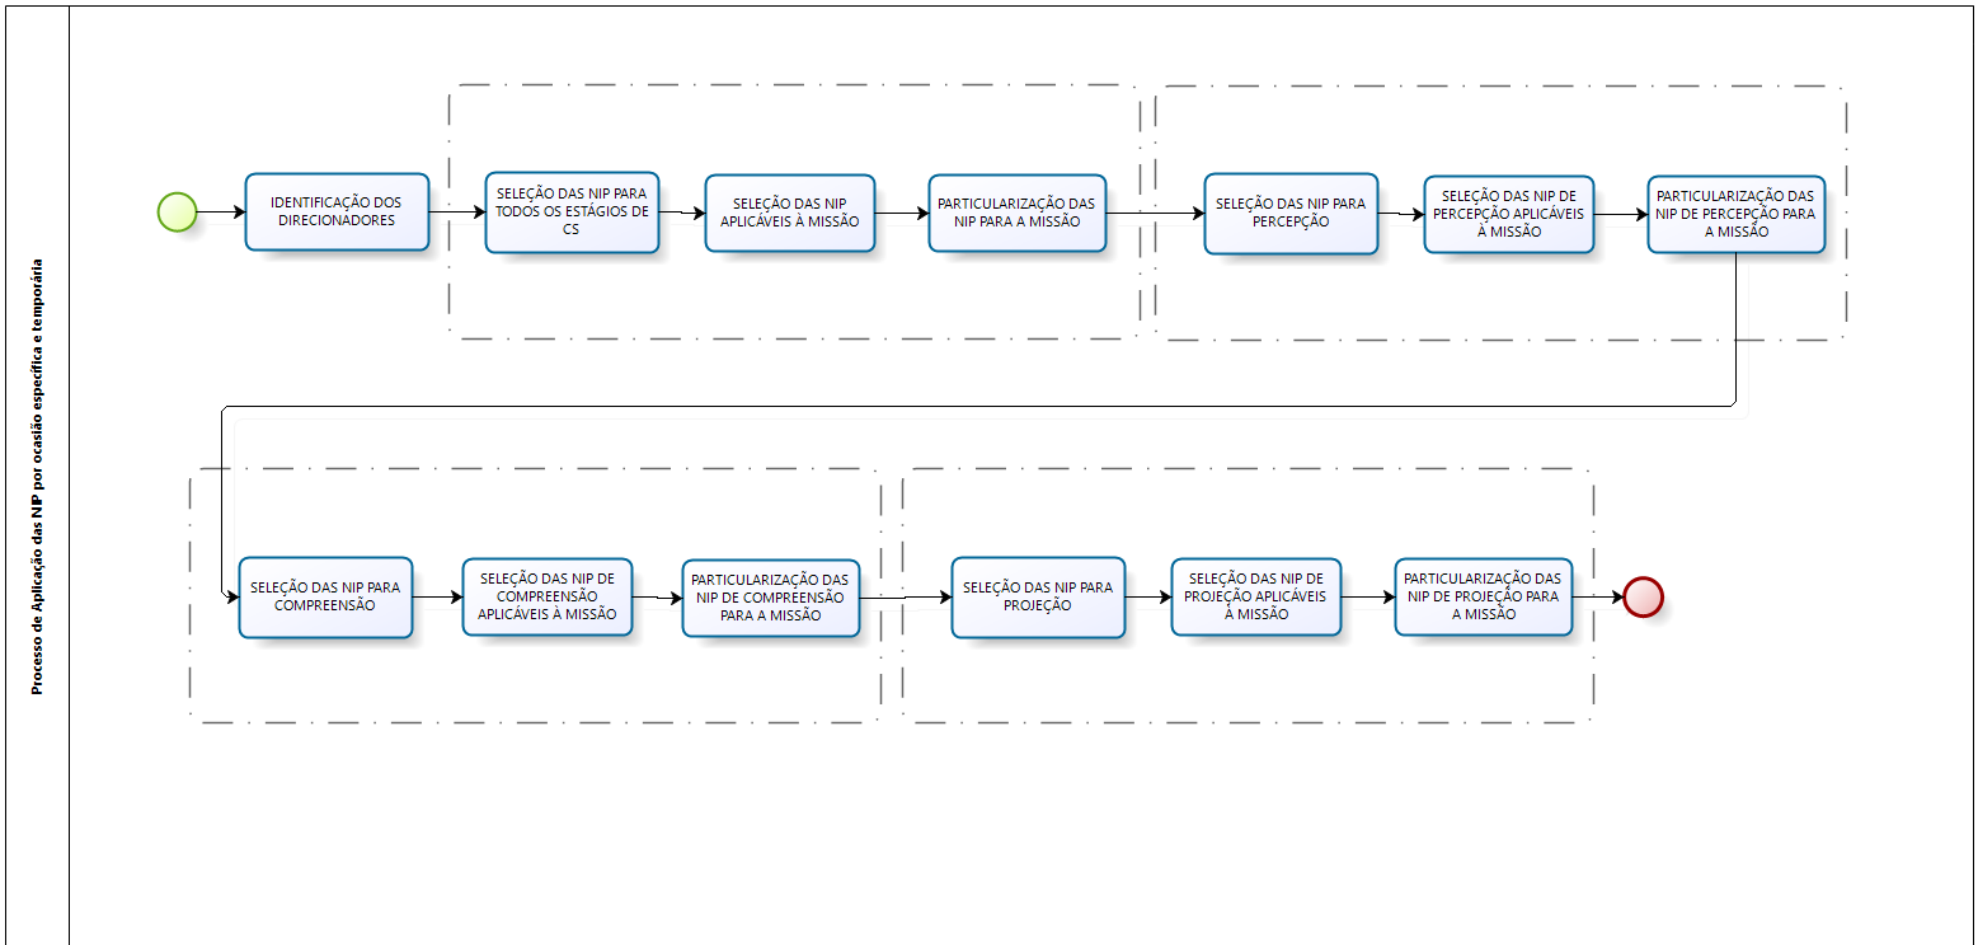 Processo de Aplicação das NIP por ocasião específica e temporária
IDENTIFICAÇÃO DOS
DIRECIONADORES
SELEÇÃO DAS NIP PARA
TODOS OS ESTÁGIOS DE
CS
SELEÇÃO DAS NIP
APLICÁVEIS À MISSÃO
PARTICULARIZAÇÃO DAS
NIP PARA A MISSÃO
SELEÇÃO DAS NIP PARA
PERCEPÇÃO
SELEÇÃO DAS NIP DE
PERCEPÇÃO APLICÁVEIS
À MISSÃO
PARTICULARIZAÇÃO DAS
NIP DE PERCEPÇÃO PARA
A MISSÃO
SELEÇÃO DAS NIP PARA
COMPREENSÃO
SELEÇÃO DAS NIP DE
COMPREENSÃO
APLICÁVEIS À MISSÃO
PARTICULARIZAÇÃO DAS
NIP DE COMPREENSÃO
PARA A MISSÃO
SELEÇÃO DAS NIP PARA
PROJEÇÃO
SELEÇÃO DAS NIP DE
PROJEÇÃO APLICÁVEIS
À MISSÃO
PARTICULARIZAÇÃO DAS
NIP DE PROJEÇÃO PARA
A MISSÃO